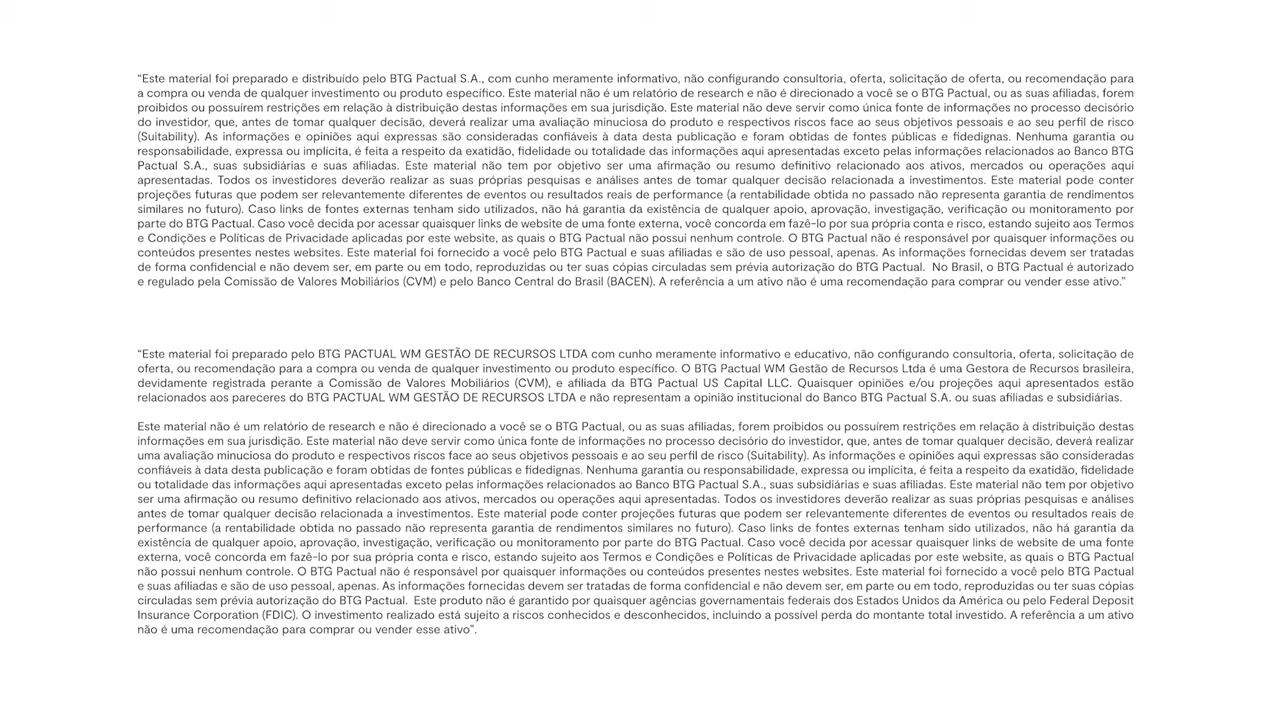 “Este material foi preparado e distribuído pelo BTG Pactual S.A., com cunho meramente informativo, não configurando consultoria, oferta, solicitação de oferta, ou recomendação para
a compra ou venda de qualquer investimento ou produto específico. Este material não é um relatório de research e não é direcionado a você se o BTG Pactual, ou as suas afiliadas, forem
proibidos ou possuírem restrições em relação à distribuição destas informações em sua jurisdição. Este material não deve servir como única fonte de informações no processo decisório
do investidor, que, antes de tomar qualquer decisão, deverá realizar uma avaliação minuciosa do produto e respectivos riscos face ao seus objetivos pessoais e ao seu perfil de risco
(Suitability). As informações e opiniões aqui expressas são consideradas confiáveis à data desta publicação e foram obtidas de fontes públicas e fidedignas. Nenhuma garantia ou
responsabilidade, expressa ou implícita, é feita a respeito da exatidão, fidelidade ou totalidade das informações aqui apresentadas exceto pelas informações relacionados ao Banco BTG
Pactual S.A., suas subsidiárias e suas afiliadas. Este material não tem por objetivo ser uma afirmação ou resumo definitivo relacionado aos ativos, mercados ou operações aqui
apresentadas. Todos os investidores deverão realizar as suas próprias pesquisas e análises antes de tomar qualquer decisão relacionada a investimentos. Este material pode conter
projeções futuras que podem ser relevantemente diferentes de eventos ou resultados reais de performance (a rentabilidade obtida no passado não representa garantia de rendimentos
similares no futuro). Caso links de fontes externas tenham sido utilizados, não há garantia da existência de qualquer apoio, aprovação, investigação, verificação ou monitoramento por
parte do BTG Pactual. Caso você decida por acessar quaisquer links de website de uma fonte externa, você concorda em fazê-lo por sua própria conta e risco, estando sujeito aos Termos
e Condições e Políticas de Privacidade aplicadas por este website, as quais o BTG Pactual não possui nenhum controle. O BTG Pactual não é responsável por quaisquer informações ou
conteúdos presentes nestes websites. Este material foi fornecido a você pelo BTG Pactual e suas afiliadas e são de uso pessoal, apenas. As informações fornecidas devem ser tratadas
de forma confidencial e não devem ser, em parte ou em todo, reproduzidas ou ter suas cópias circuladas sem prévia autorização do BTG Pactual.  No Brasil, o BTG Pactual é autorizado
e regulado pela Comissão de Valores Mobiliários (CVM) e pelo Banco Central do Brasil (BACEN). A referência a um ativo não é uma recomendação para comprar ou vender esse ativo.”
“Este material foi preparado pelo BTG PACTUAL WM GESTÃO DE RECURSOS LTDA com cunho meramente informativo e educativo, não configurando consultoria, oferta, solicitação de
oferta, ou recomendação para a compra ou venda de qualquer investimento ou produto específico. O BTG Pactual WM Gestão de Recursos Ltda é uma Gestora de Recursos brasileira,
devidamente registrada perante a Comissão de Valores Mobiliários (CVM), e afiliada da BTG Pactual US Capital LLC. Quaisquer opiniões e/ou projeções aqui apresentados estão
relacionados aos pareceres do BTG PACTUAL WM GESTÃO DE RECURSOS LTDA e não representam a opinião institucional do Banco BTG Pactual S.A. ou suas afiliadas e subsidiárias.
Este material não é um relatório de research e não é direcionado a você se o BTG Pactual, ou as suas afiliadas, forem proibidos ou possuírem restrições em relação à distribuição destas
informações em sua jurisdição. Este material não deve servir como única fonte de informações no processo decisório do investidor, que, antes de tomar qualquer decisão, deverá realizar
uma avaliação minuciosa do produto e respectivos riscos face ao seus objetivos pessoais e ao seu perfil de risco (Suitability). As informações e opiniões aqui expressas são consideradas
confiáveis à data desta publicação e foram obtidas de fontes públicas e fidedignas. Nenhuma garantia ou responsabilidade, expressa ou implícita, é feita a respeito da exatidão, fidelidade
ou totalidade das informações aqui apresentadas exceto pelas informações relacionados ao Banco BTG Pactual S.A., suas subsidiárias e suas afiliadas. Este material não tem por objetivo
ser uma afirmação ou resumo definitivo relacionado aos ativos, mercados ou operações aqui apresentadas. Todos os investidores deverão realizar as suas próprias pesquisas e análises
antes de tomar qualquer decisão relacionada a investimentos. Este material pode conter projeções futuras que podem ser relevantemente diferentes de eventos ou resultados reais de
performance (a rentabilidade obtida no passado não representa garantia de rendimentos similares no futuro). Caso links de fontes externas tenham sido utilizados, não há garantia da
existência de qualquer apoio, aprovação, investigação, verificação ou monitoramento por parte do BTG Pactual. Caso você decida por acessar quaisquer links de website de uma fonte
externa, você concorda em fazê-lo por sua própria conta e risco, estando sujeito aos Termos e Condições e Políticas de Privacidade aplicadas por este website, as quais o BTG Pactual
não possui nenhum controle. O BTG Pactual não é responsável por quaisquer informações ou conteúdos presentes nestes websites. Este material foi fornecido a você pelo BTG Pactual
e suas afiliadas e são de uso pessoal, apenas. As informações fornecidas devem ser tratadas de forma confidencial e não devem ser, em parte ou em todo, reproduzidas ou ter suas cópias
circuladas sem prévia autorização do BTG Pactual.  Este produto não é garantido por quaisquer agências governamentais federais dos Estados Unidos da América ou pelo Federal Deposit
Insurance Corporation (FDIC). O investimento realizado está sujeito a riscos conhecidos e desconhecidos, incluindo a possível perda do montante total investido. A referência a um ativo
não é uma recomendação para comprar ou vender esse ativo”.